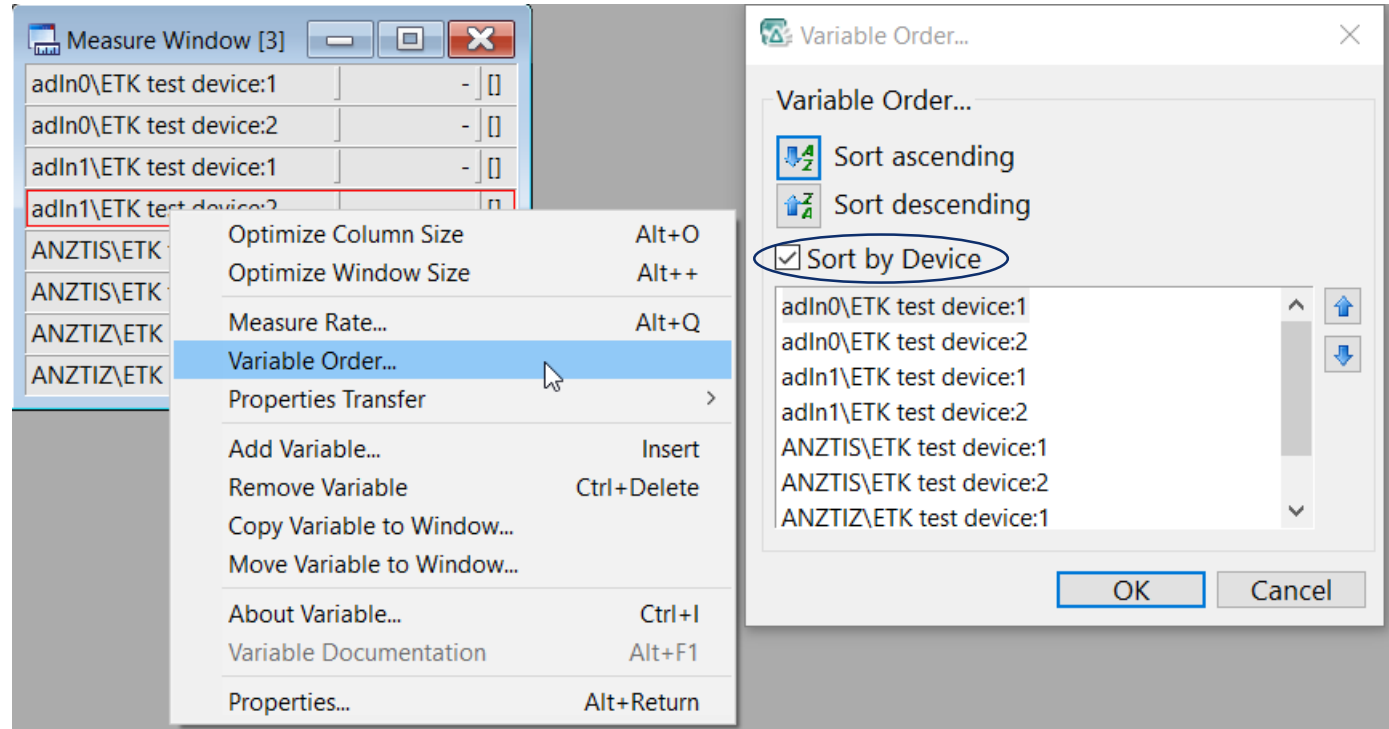 Measure Window [3]
adIn0\ETK test device:1 - []
adIn0\ETK test device:2 - []
adIn1\ETK test device:1 - []
adIn1\ETK test device:2 []
ANZTIS\ETK
ANZTIS\ETK
ANZTIZ\ETK
ANZTIZ\ETK
Optimize Column Size Alt+O
Optimize Window Size Alt++
Measure Rate... Alt+Q
Variable Order...
Properties Transfer
Add Variable... Insert
Remove Variable Ctrl+Delete
Copy Variable to Window...
Move Variable to Window...
About Variable... Ctrl+I
Variable Documentation Alt+F1
Properties... Alt+Return
Variable Order...
Variable Order...
Sort ascending
Sort descending
Sort by Device
adIn0\ETK test device:1
adIn0\ETK test device:2
adIn1\ETK test device:1
adIn1\ETK test device:2
ANZTIS\ETK test device:1
ANZTIS\ETK test device:2
ANZTIZ\ETK test device:1
OK Cancel